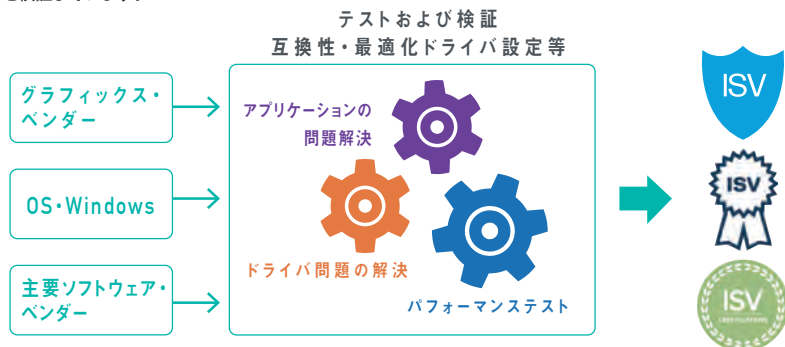 テストおよび検証
互換性・最適化ドライバ設定等
グラフィックス・
ベンダー
OS・Windows
主要ソフトウェア・
ベンダー
アプリケーションの
問題解決
ドライバ問題の解決
パフォーマンステスト
ISV
ISV
ISV